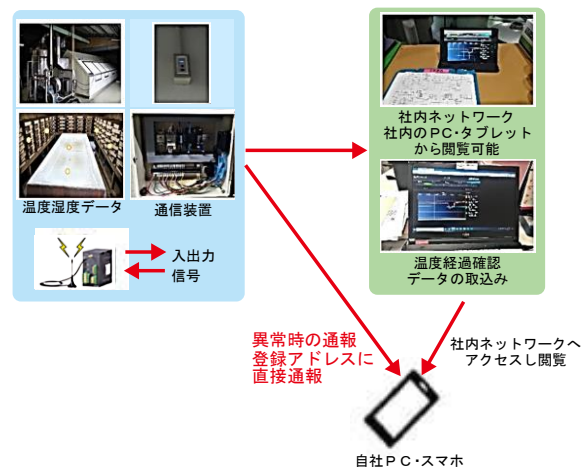 温度湿度データ
通信装置
入出力
信号
社内ネットワーク
社内のPC・タブレット
から閲覧可能
温度経過確認
データの取込み
異常時の通報
登録アドレスに
直接通報
社内ネットワークへ
アクセスし閲覧
自社PC・スマホ